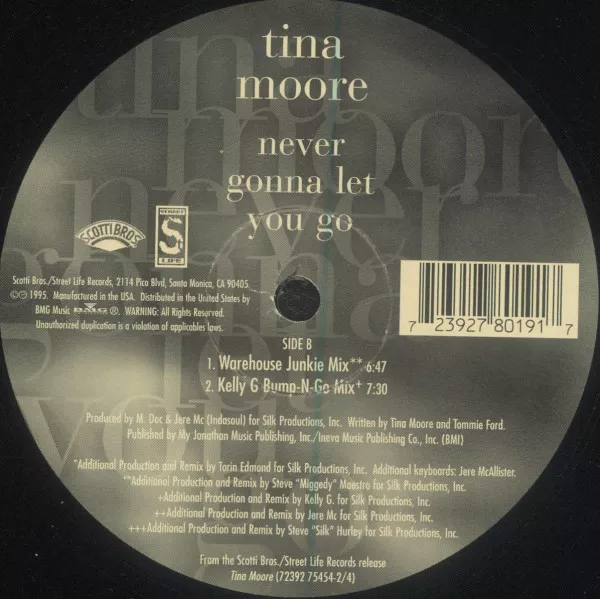 tina
moore
never
gonna let
you go
SCOTTI BROS
STREET
S
LIFE
Scotti Bros./Street Life Records, 2114 Pico Blvd, Santa Monica, CA 90405.
©℗ 1995. Manufactured in the USA. Distributed in the United States by
BMG Music BMG ®. WARNING: All Rights Reserved.
Unauthorized duplication is a violation of applicables laws.
7 23927 80191 7
SIDE B
1. Warehouse Junkie Mix** 6:47
2. Kelly G Bump-N-Go Mix+ 7:30
Produced by M. Doc & Jere Mc (Indasoul) for Silk Productions, Inc. Written by Tina Moore and Tommie Ford.
Published by My Jonathan Music Publishing, Inc/Ineva Music Publishing Co., Inc. (BMI)
*Additional Production and Remix by Tarin Edmond for Silk Productions, Inc. Additional keyboards: Jere McAllister.
**Additional Production and Remix by Steve "Miggedy" Maestro for Silk Productions, Inc.
+Additional Production and Remix by Kelly G. for Silk Productions, Inc.
++Additional Production and Remix by Jere Mc for Silk Productions, Inc.
+++Additional Production and Remix by Steve "Silk" Hurley for Silk Productions, Inc.
From the Scotti Bros./Street Life Records release
Tina Moore (72392 75454-2/4)